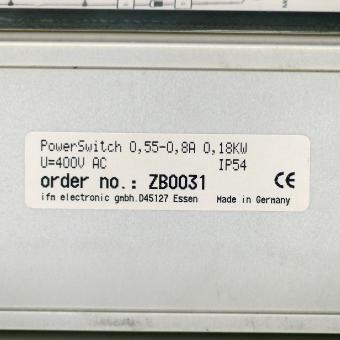 PowerSwitch 0,55-0,8A 0,18KW
U=400V AC IP54
order no.: ZB0031 CE
ifm electronic gmbh.D45127 Essen Made in Germany